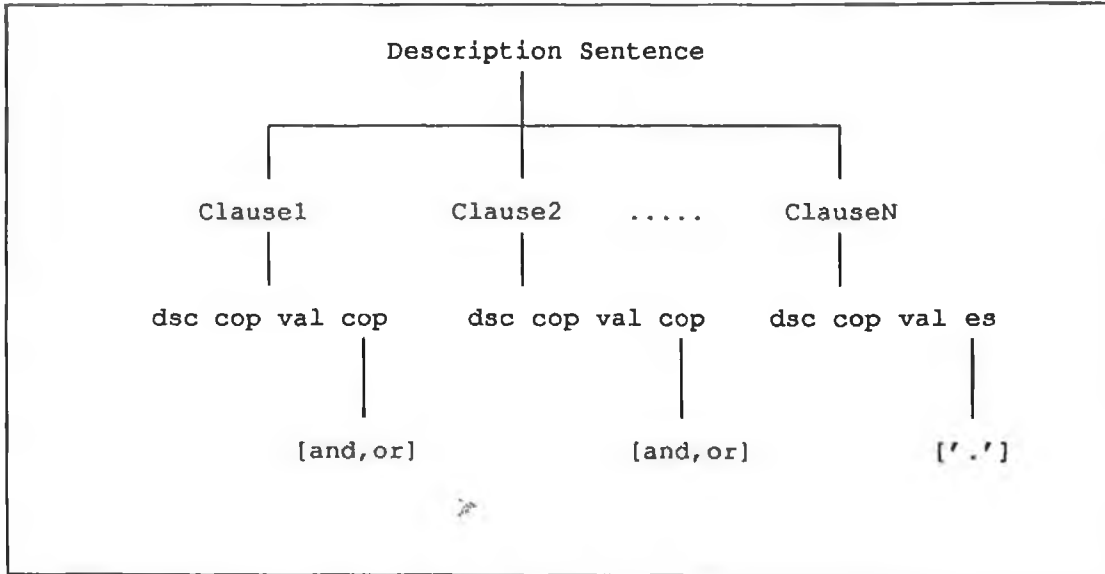 Description Sentence
Clause1 Clause2 ..... ClauseN
dsc cop val cop dsc cop val cop dsc cop val es
[and,or] [and,or] ['.']